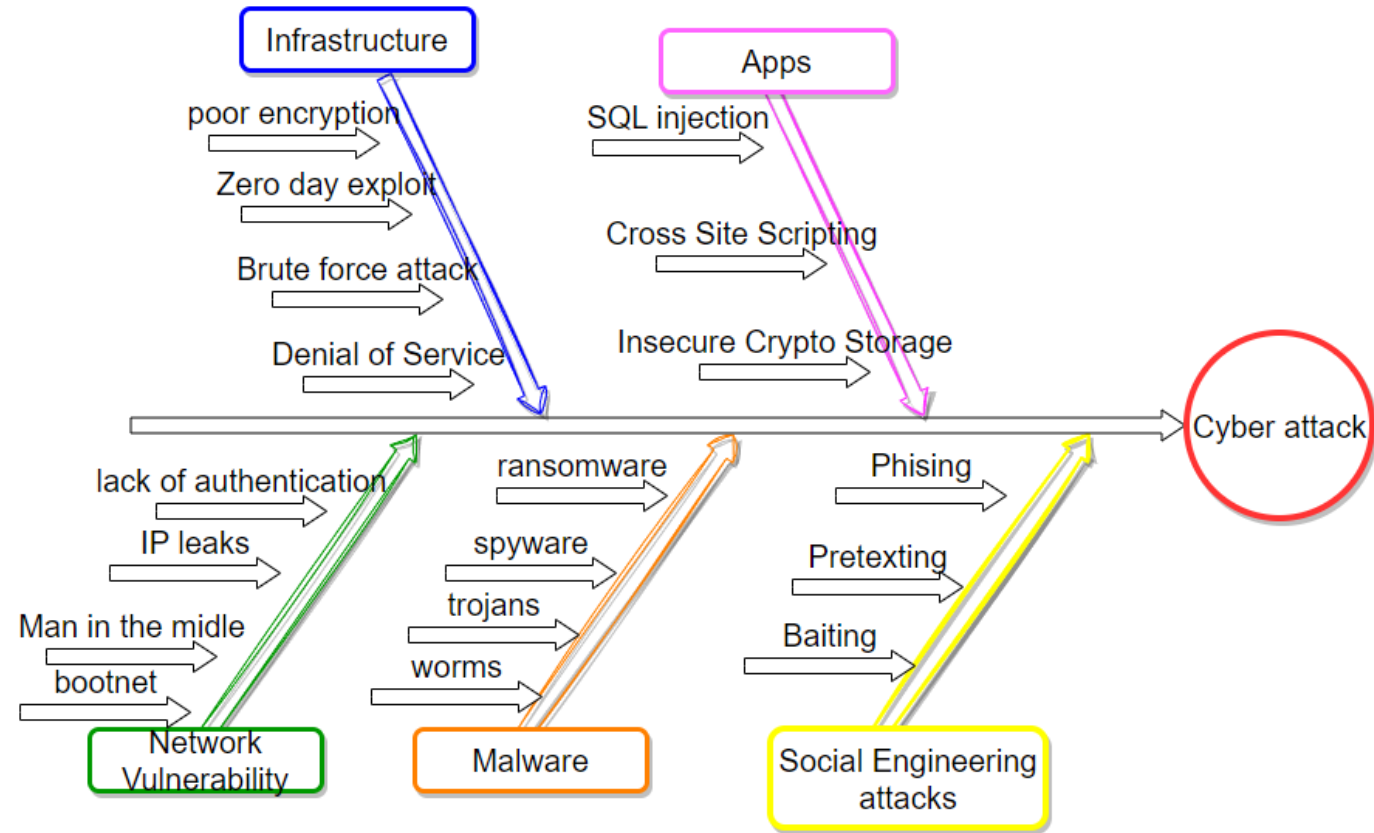 Infrastructure
Apps
poor encryption
SQL injection
Zero day exploit
Cross Site Scripting
Brute force attack
Insecure Crypto Storage
Denial of Service
Cyber attack
lack of authentication
ransomware
Phising
IP leaks
spyware
Pretexting
trojans
Man in the midle
Baiting
worms
bootnet
Network
Vulnerability
Malware
Social Engineering
attacks